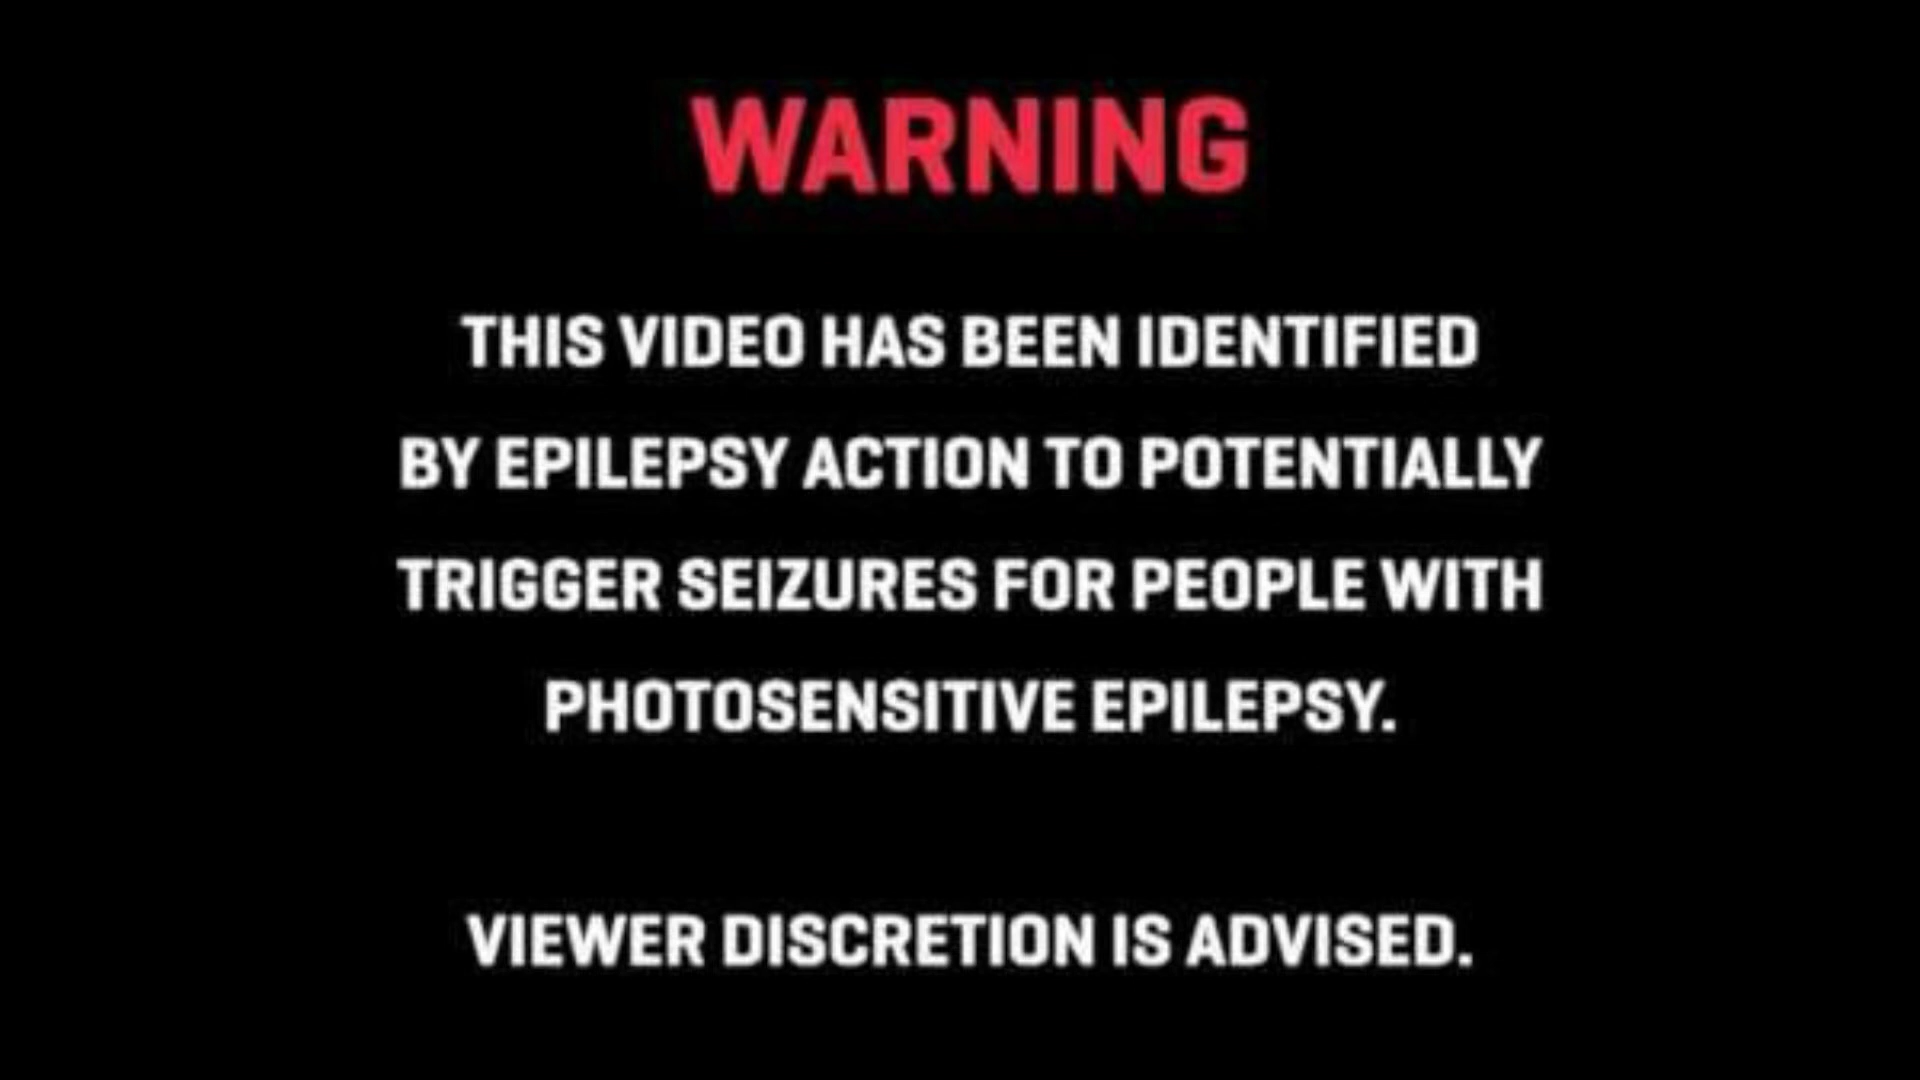 WARNING
THIS VIDEO HAS BEEN IDENTIFIED
BY EPILEPSY ACTION TO POTENTIALLY
TRIGGER SEIZURES FOR PEOPLE WITH
PHOTOSENSITIVE EPILEPSY.
VIEWER DISCRETION IS ADVISED.